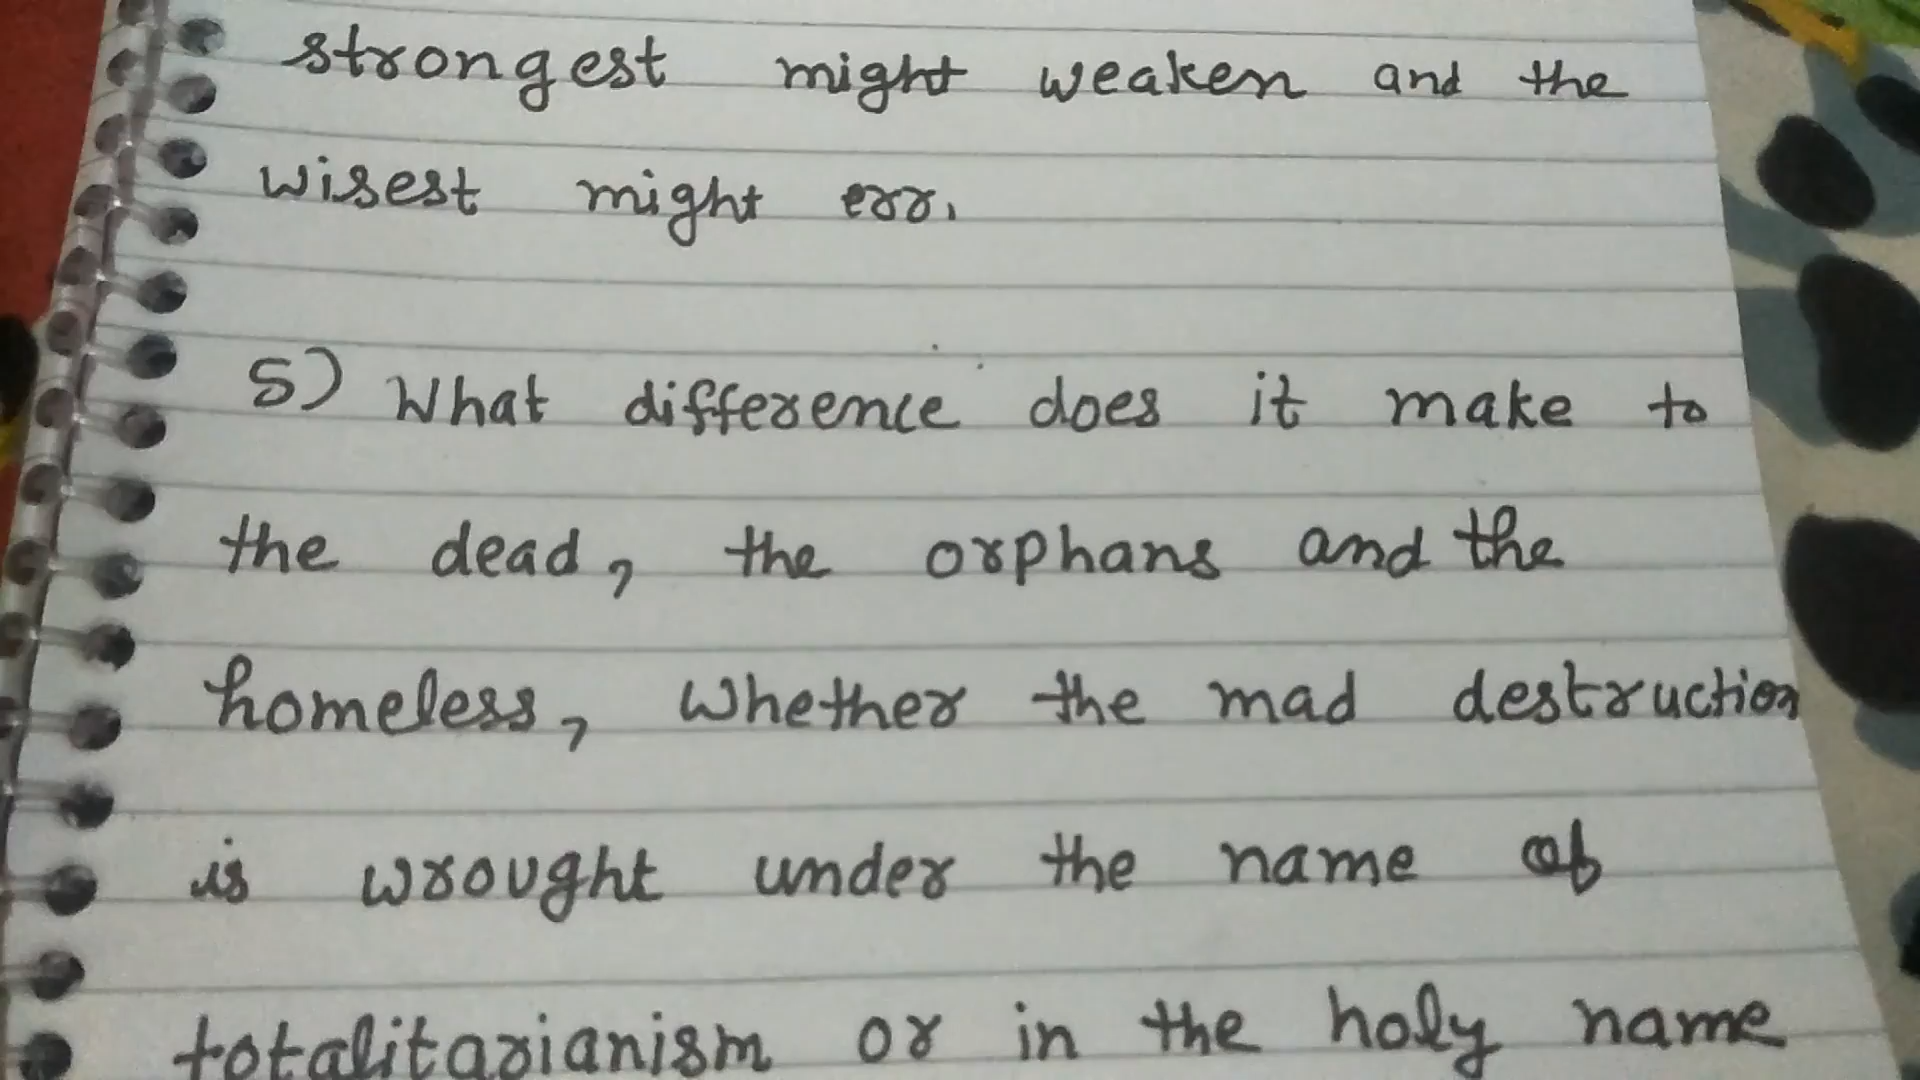 strongest might weaken and the
wisest might err.
5) What difference does it make to
the dead, the orphans and the
homeless, whether the mad destruction
is wrought under the name of
totalitarianism or in the holy name